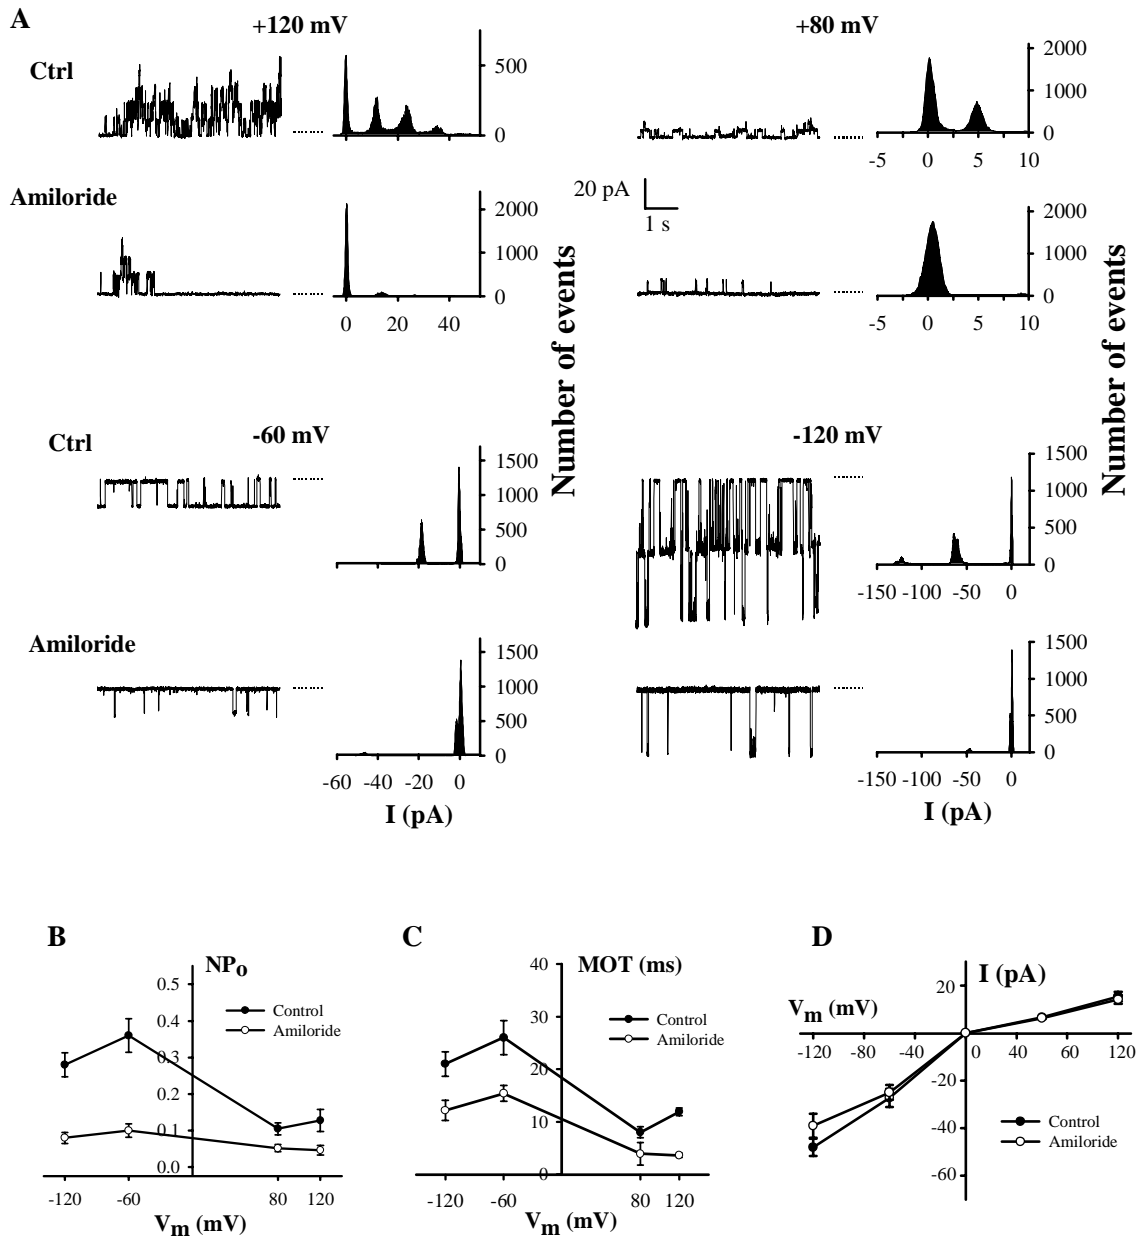 A
+120 mV
+80 mV
Ctrl
500
0
2000
1000
0
-5 0 5 10
Amiloride
2000
1000
0
0 20 40
20 pA
1 s
2000
1000
0
-5 0 5 10
Number of events
Number of events
Ctrl
-60 mV
-120 mV
1500
1000
500
0
1500
1000
500
0
-150 -100 -50 0
Amiloride
1500
1000
500
0
-60 -40 -20 0
I (pA)
1500
1000
500
0
-150 -100 -50 0
I (pA)
B
NPo
0.5
0.4
0.3
0.2
0.1
0.0
Control
Amiloride
-120 -60 80 120
Vm (mV)
C
MOT (ms)
40
30
20
10
0
Control
Amiloride
-120 -60 80 120
Vm (mV)
D
I (pA)
Vm (mV)
20
-120 -80 -40 0 40 60 120
-20
-40
-60
Control
Amiloride